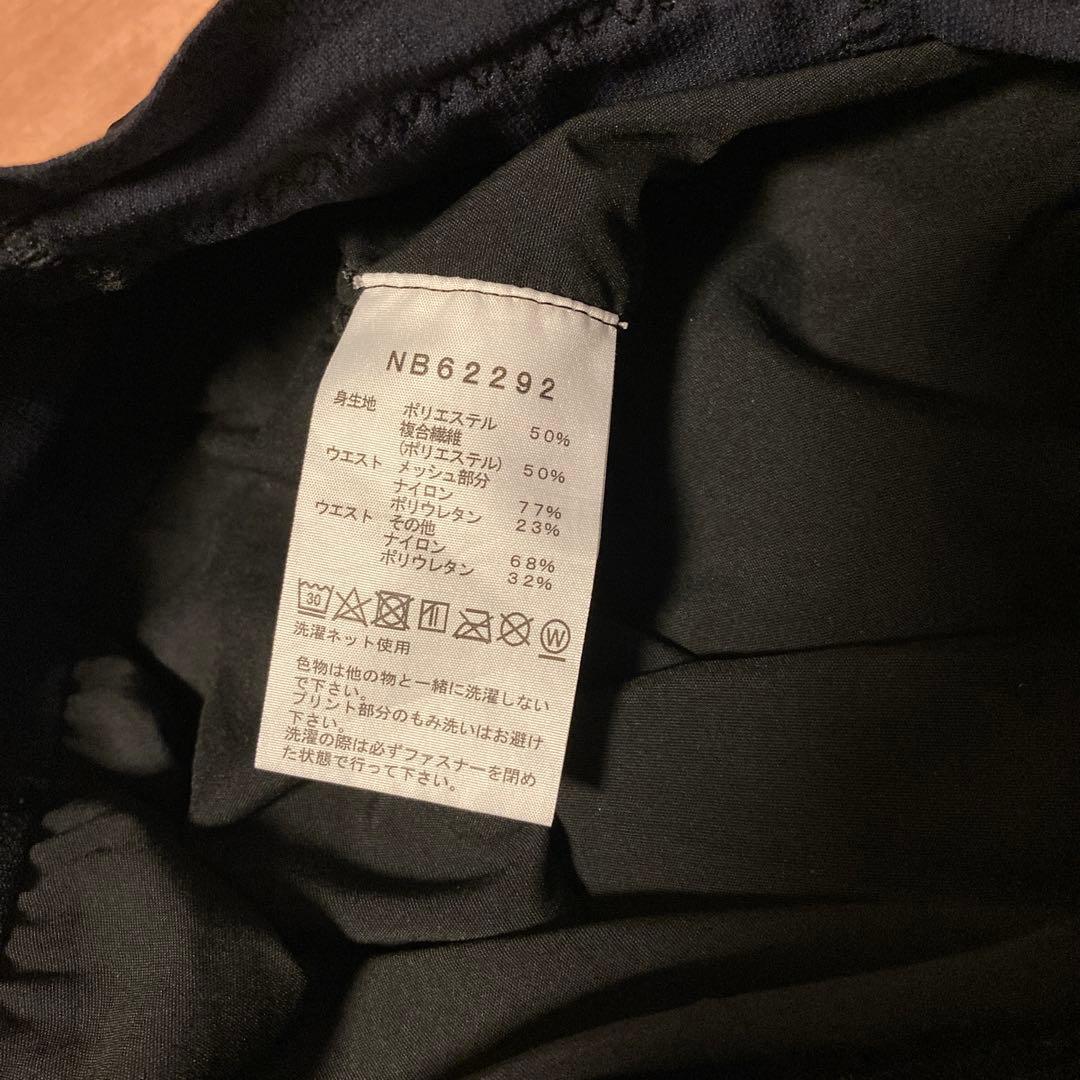 NB62292
身生地 ポリエステル 50%
複合繊維
(ポリエステル) 50%
ウエスト メッシュ部分
ナイロン 77%
ポリウレタン 23%
ウエスト その他
ナイロン 68%
ポリウレタン 32%
30 W
洗濯ネット使用
色物は他の物と一緒に洗濯しない
で下さい。
プリント部分のもみ洗いはお避け
下さい。
洗濯の際は必ずファスナーを閉め
た状態で行って下さい。